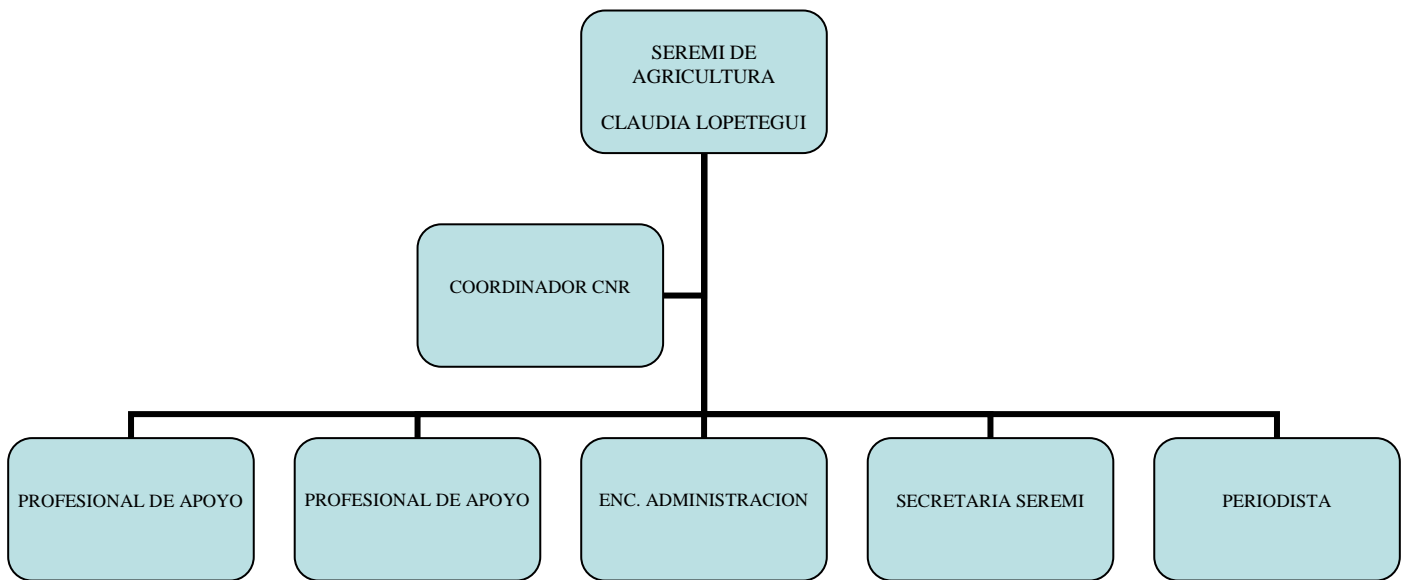 SEREMI DE
AGRICULTURA
CLAUDIA LOPETEGUI
COORDINADOR CNR
PROFESIONAL DE APOYO
PROFESIONAL DE APOYO
ENC. ADMINISTRACION
SECRETARIA SEREMI
PERIODISTA